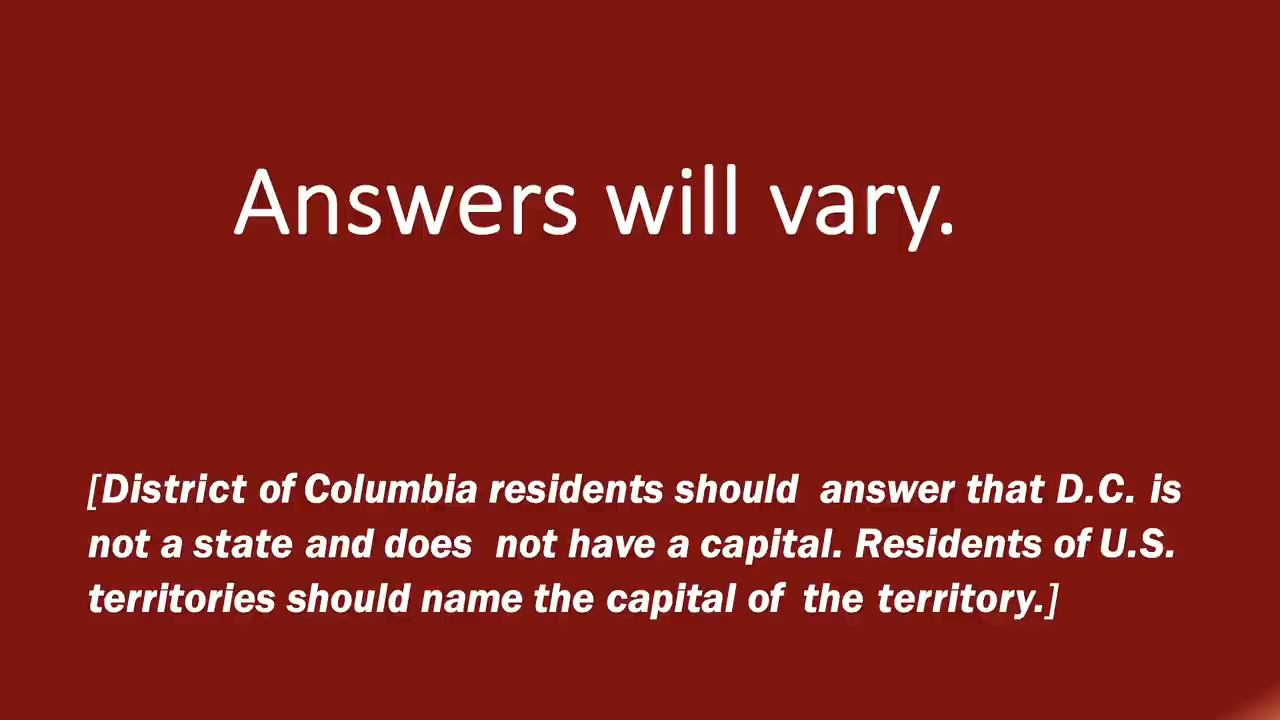 Answers will vary.
[District of Columbia residents should answer that D.C. is
not a state and does not have a capital. Residents of U.S.
territories should name the capital of the territory.]